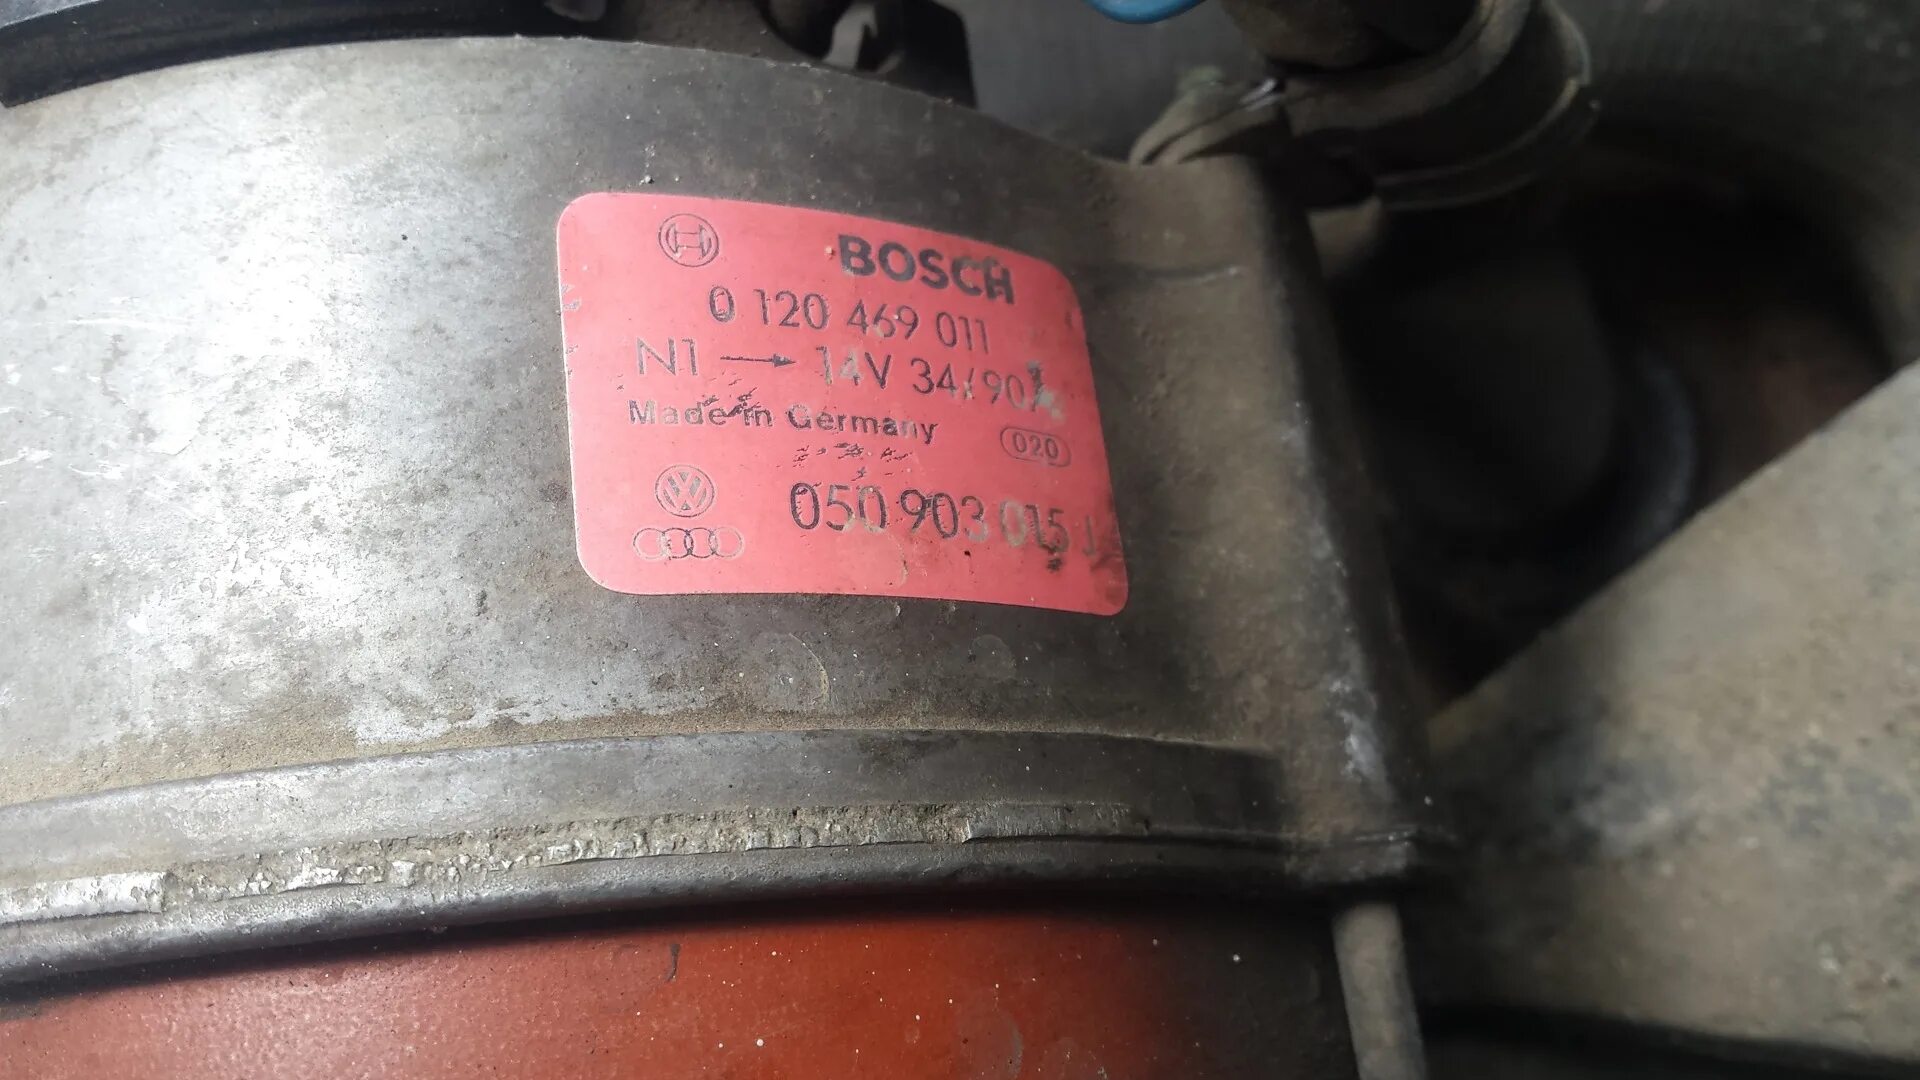 BOSCH
0 120 469 011
N1 → 14V 34/90A
Made in Germany
020
050 903 015 J